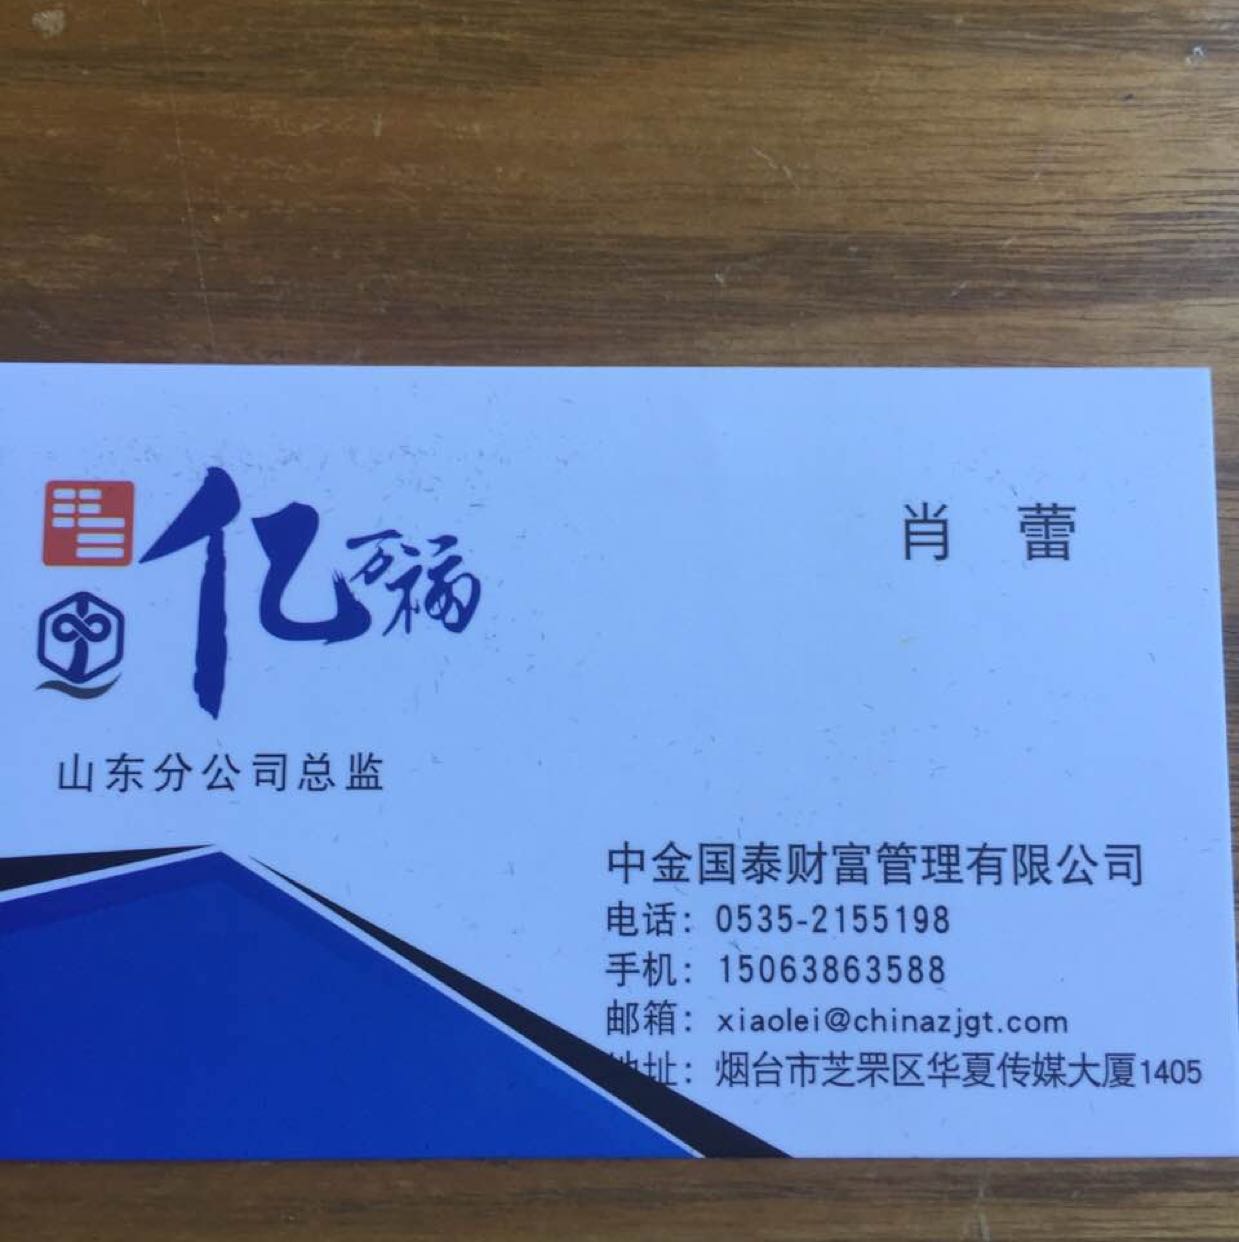 亿万福
肖 蕾
山东分公司总监
中金国泰财富管理有限公司
电话：0535-2155198
手机：15063863588
邮箱：xiaolei@chinazjgt.com
地址：烟台市芝罘区华夏传媒大厦1405